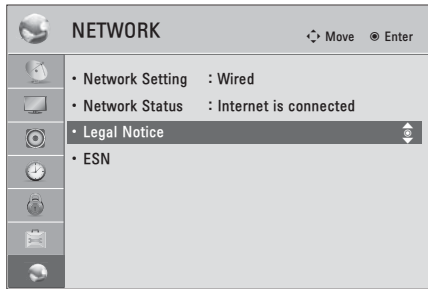 NETWORK
Move Enter
• Network Setting : Wired
• Network Status : Internet is connected
• Legal Notice
• ESN